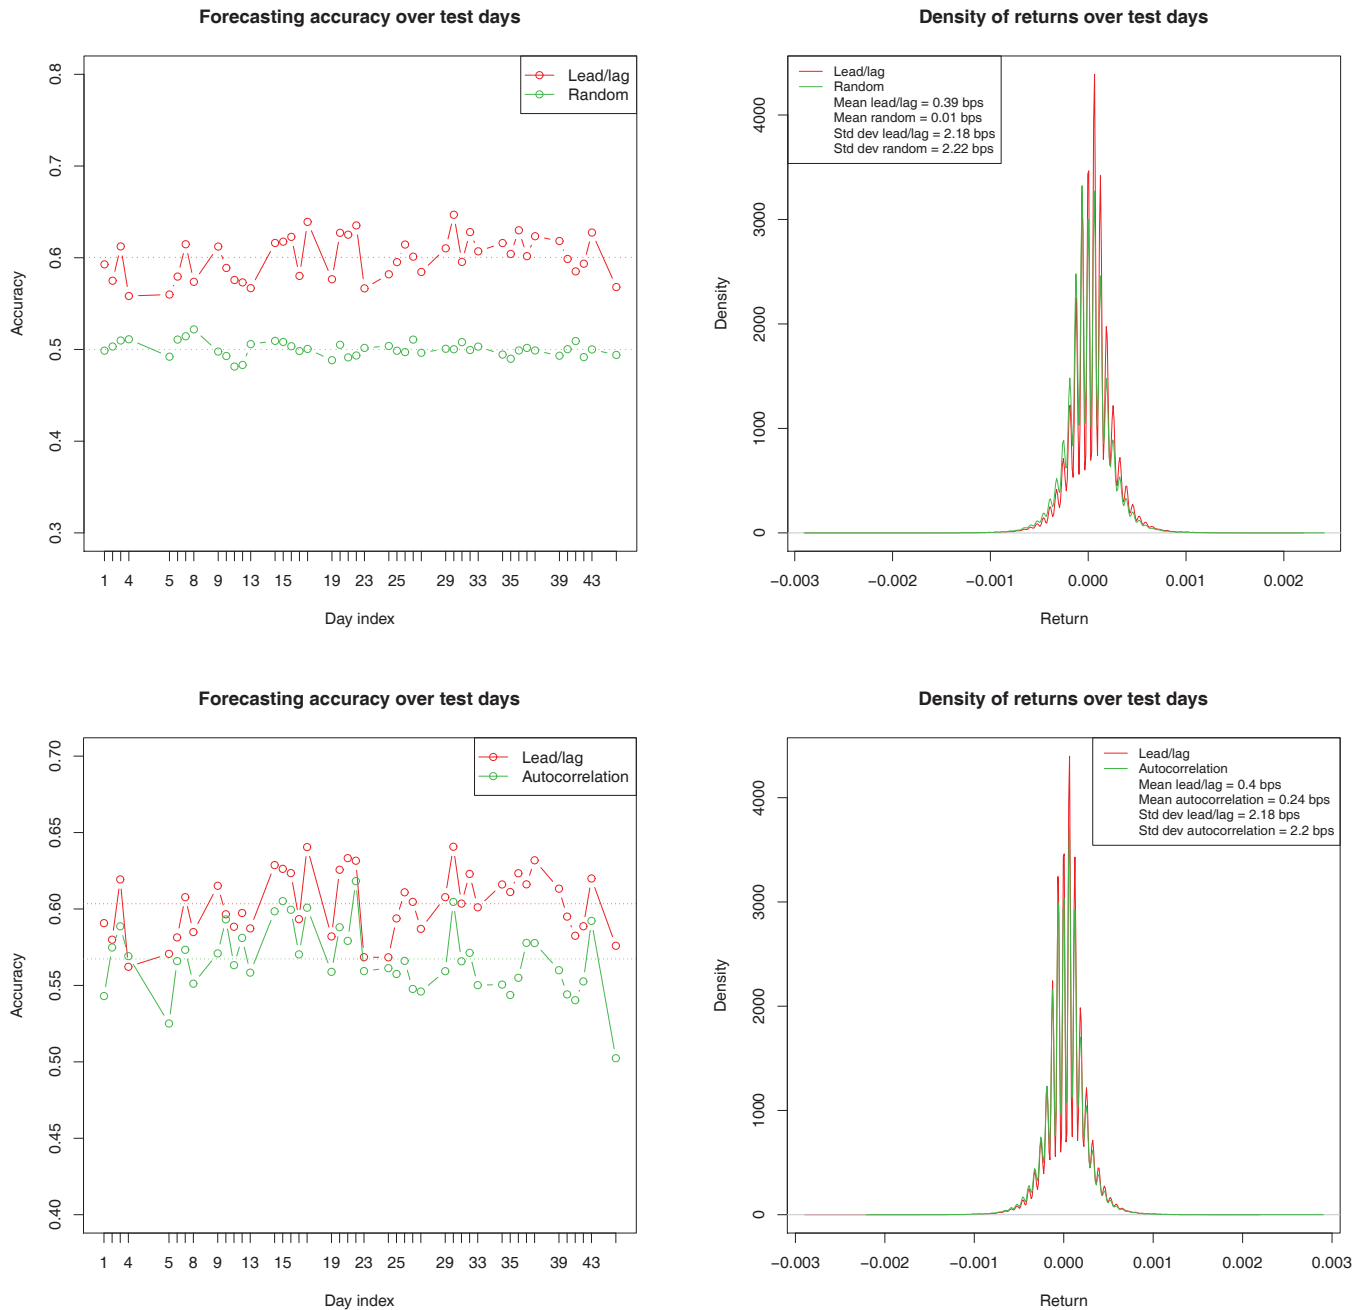 Forecasting accuracy over test days
Lead/lag
Random
0.8
0.7
0.6
0.5
0.4
0.3
Accuracy
1 4 5 8 9 13 15 19 23 25 29 33 35 39 43
Day index
Density of returns over test days
Lead/lag
Random
Mean lead/lag = 0.39 bps
Mean random = 0.01 bps
Std dev lead/lag = 2.18 bps
Std dev random = 2.22 bps
4000
3000
2000
1000
0
Density
−0.003 −0.002 −0.001 0.000 0.001 0.002
Return
Forecasting accuracy over test days
Lead/lag
Autocorrelation
0.70
0.65
0.60
0.55
0.50
0.45
0.40
Accuracy
1 4 5 8 9 13 15 19 23 25 29 33 35 39 43
Day index
Density of returns over test days
Lead/lag
Autocorrelation
Mean lead/lag = 0.4 bps
Mean autocorrelation = 0.24 bps
Std dev lead/lag = 2.18 bps
Std dev autocorrelation = 2.2 bps
4000
3000
2000
1000
0
Density
−0.003 −0.002 −0.001 0.000 0.001 0.002 0.003
Return